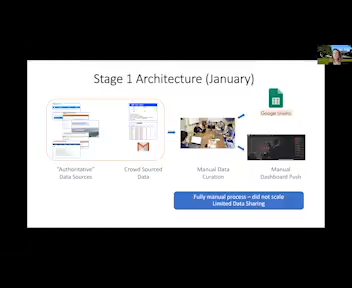 Stage 1 Architecture (January)
Google Sheets
"Authoritative"
Data Sources
Crowd Sourced
Data
Manual Data
Curation
Manual
Dashboard Push
Fully manual process – did not scale
Limited Data Sharing